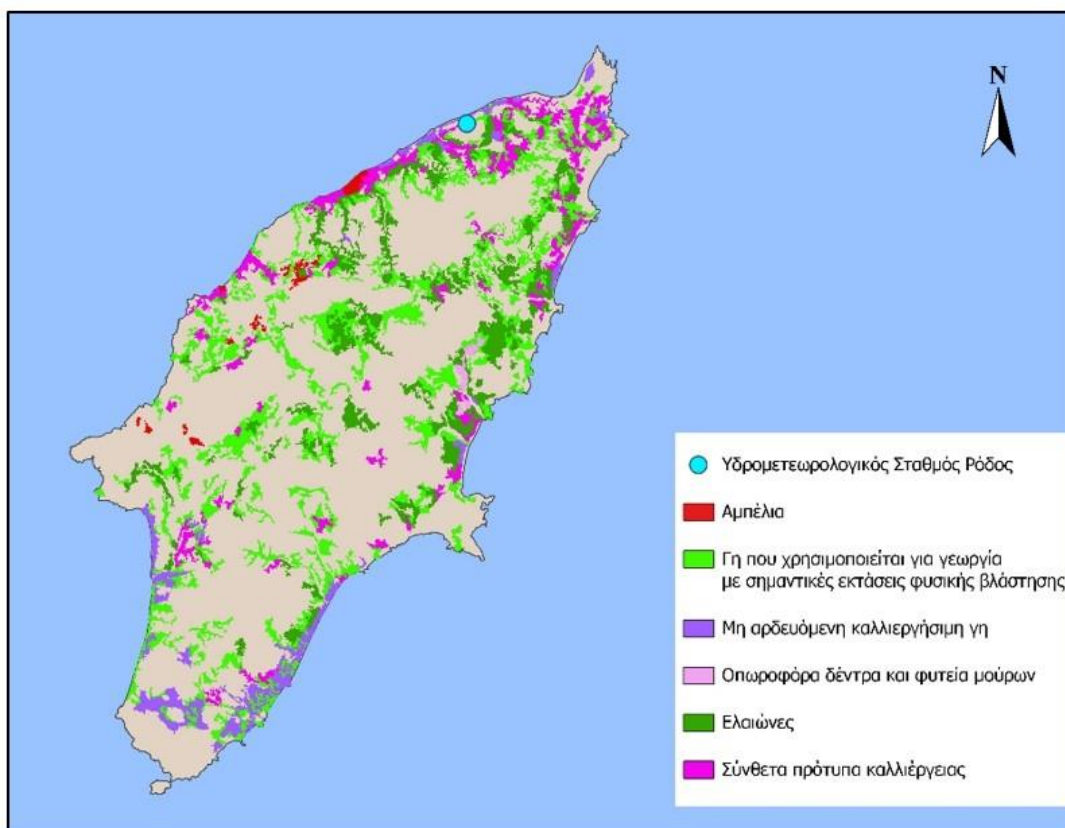 N
Υδρομετεωρολογικός Σταθμός Ρόδος
Αμπέλια
Γη που χρησιμοποιείται για γεωργία
με σημαντικές εκτάσεις φυσικής βλάστησης
Μη αρδευόμενη καλλιεργήσιμη γη
Οπωροφόρα δέντρα και φυτεία μούρων
Ελαιώνες
Σύνθετα πρότυπα καλλιέργειας